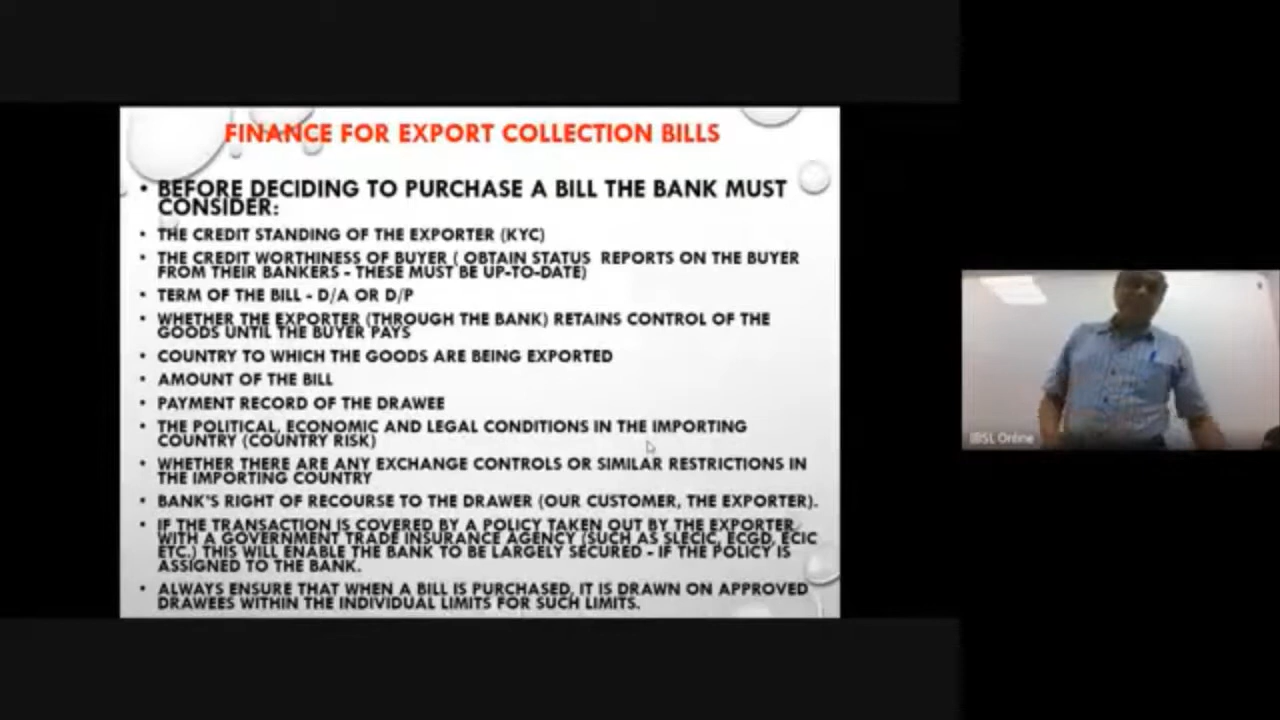 FINANCE FOR EXPORT COLLECTION BILLS
• BEFORE DECIDING TO PURCHASE A BILL THE BANK MUST
CONSIDER:
• THE CREDIT STANDING OF THE EXPORTER (KYC)
• THE CREDIT WORTHINESS OF BUYER ( OBTAIN STATUS REPORTS ON THE BUYER
FROM THEIR BANKERS - THESE MUST BE UP-TO-DATE)
• TERM OF THE BILL - D/A OR D/P
• WHETHER THE EXPORTER (THROUGH THE BANK) RETAINS CONTROL OF THE
GOODS UNTIL THE BUYER PAYS
• COUNTRY TO WHICH THE GOODS ARE BEING EXPORTED
• AMOUNT OF THE BILL
• PAYMENT RECORD OF THE DRAWEE
• THE POLITICAL, ECONOMIC AND LEGAL CONDITIONS IN THE IMPORTING
COUNTRY (COUNTRY RISK)
• WHETHER THERE ARE ANY EXCHANGE CONTROLS OR SIMILAR RESTRICTIONS IN
THE IMPORTING COUNTRY
• BANK'S RIGHT OF RECOURSE TO THE DRAWER (OUR CUSTOMER, THE EXPORTER).
• IF THE TRANSACTION IS COVERED BY A POLICY TAKEN OUT BY THE EXPORTER
WITH A GOVERNMENT TRADE INSURANCE AGENCY (SUCH AS SLECIC, ECGD, ECIC
ETC.) THIS WILL ENABLE THE BANK TO BE LARGELY SECURED - IF THE POLICY IS
ASSIGNED TO THE BANK.
• ALWAYS ENSURE THAT WHEN A BILL IS PURCHASED, IT IS DRAWN ON APPROVED
DRAWEES WITHIN THE INDIVIDUAL LIMITS FOR SUCH LIMITS.
IBSL Online